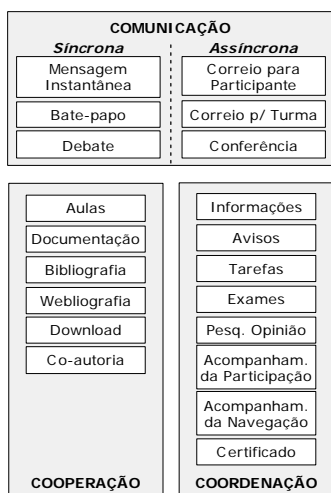 COMUNICAÇÃO
Síncrona
Mensagem
Instantânea
Bate-papo
Debate
Assíncrona
Correio para
Participante
Correio p/ Turma
Conferência
Aulas
Documentação
Bibliografia
Webliografia
Download
Co-autoria
COOPERAÇÃO
Informações
Avisos
Tarefas
Exames
Pesq. Opinião
Acompanham.
da Participação
Acompanham.
da Navegação
Certificado
COORDENAÇÃO